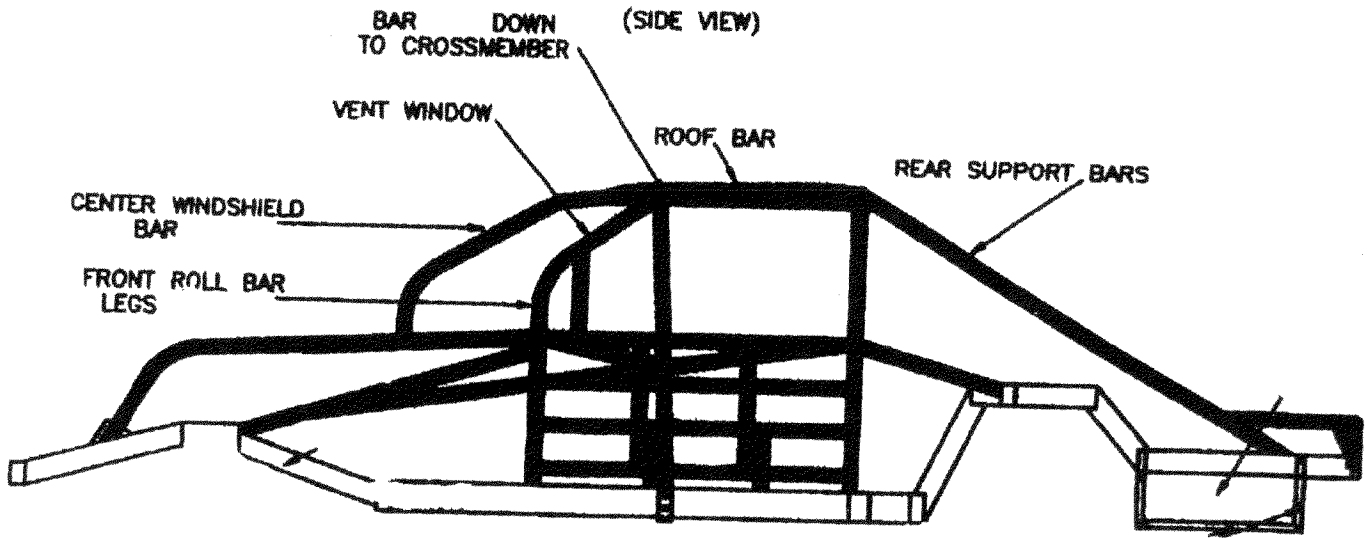 BAR DOWN
TO CROSSMEMBER
(SIDE VIEW)
VENT WINDOW
ROOF BAR
REAR SUPPORT BARS
CENTER WINDSHIELD
BAR
FRONT ROLL BAR
LEGS